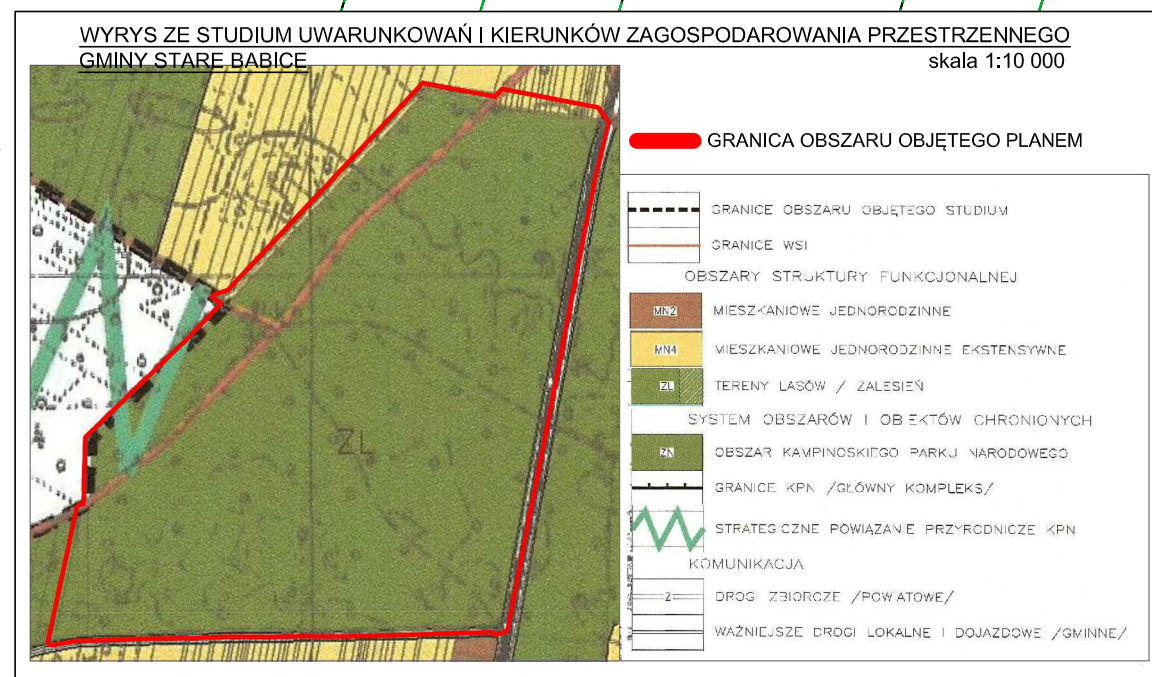 WYRYS ZE STUDIUM UWARUNKOWAŃ I KIERUNKÓW ZAGOSPODAROWANIA PRZESTRZENNEGO
GMINY STARE BABICE
skala 1:10 000
GRANICA OBSZARU OBJĘTEGO PLANEM
GRANICE OBSZARU OBJĘTEGO STUDIUM
GRANICE WSI
OBSZARY STRUKTURY FUNKCJONALNEJ
MN2 MIESZKANIOWE JEDNORODZINNE
MN4 MIESZKANIOWE JEDNORODZINNE EKSTENSYWNE
ZL TERENY LASÓW / ZALESIEŃ
SYSTEM OBSZARÓW I OBIEKTÓW CHRONIONYCH
ZN OBSZAR KAMPINOSKIEGO PARKU NARODOWEGO
GRANICE KPN /GŁÓWNY KOMPLEKS/
STRATEGICZNE POWIĄZANIE PRZYRODNICZE KPN
KOMUNIKACJA
Z DROGI ZBIORCZE /POWIATOWE/
WAŻNIEJSZE DROGI LOKALNE I DOJAZDOWE /GMINNE/
ZL